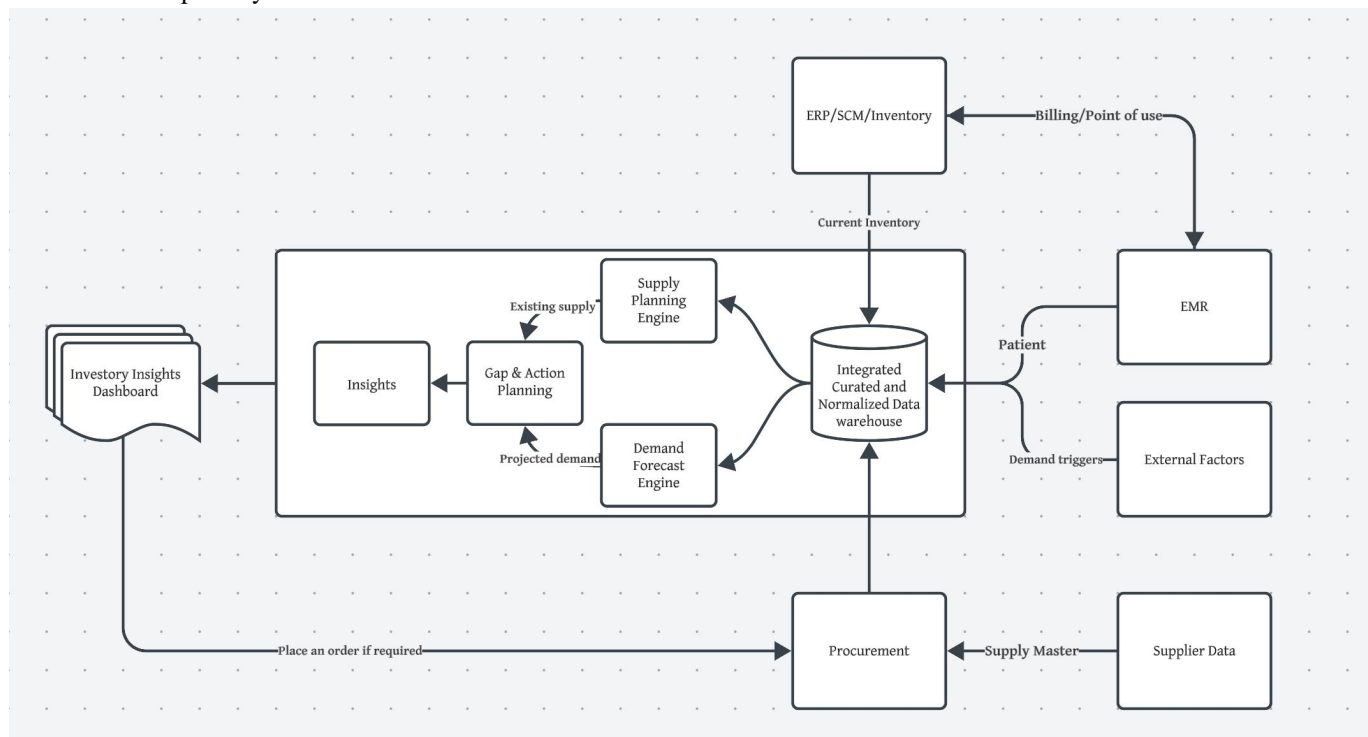 ERP/SCM/Inventory
Billing/Point of use
Current Inventory
EMR
Supply
Planning
Engine
Existing supply
Patient
Investory Insights
Dashboard
Insights
Gap & Action
Planning
Integrated
Curated and
Normalized Data
warehouse
Projected demand
Demand
Forecast
Engine
Demand triggers
External Factors
Place an order if required
Procurement
Supply Master
Supplier Data